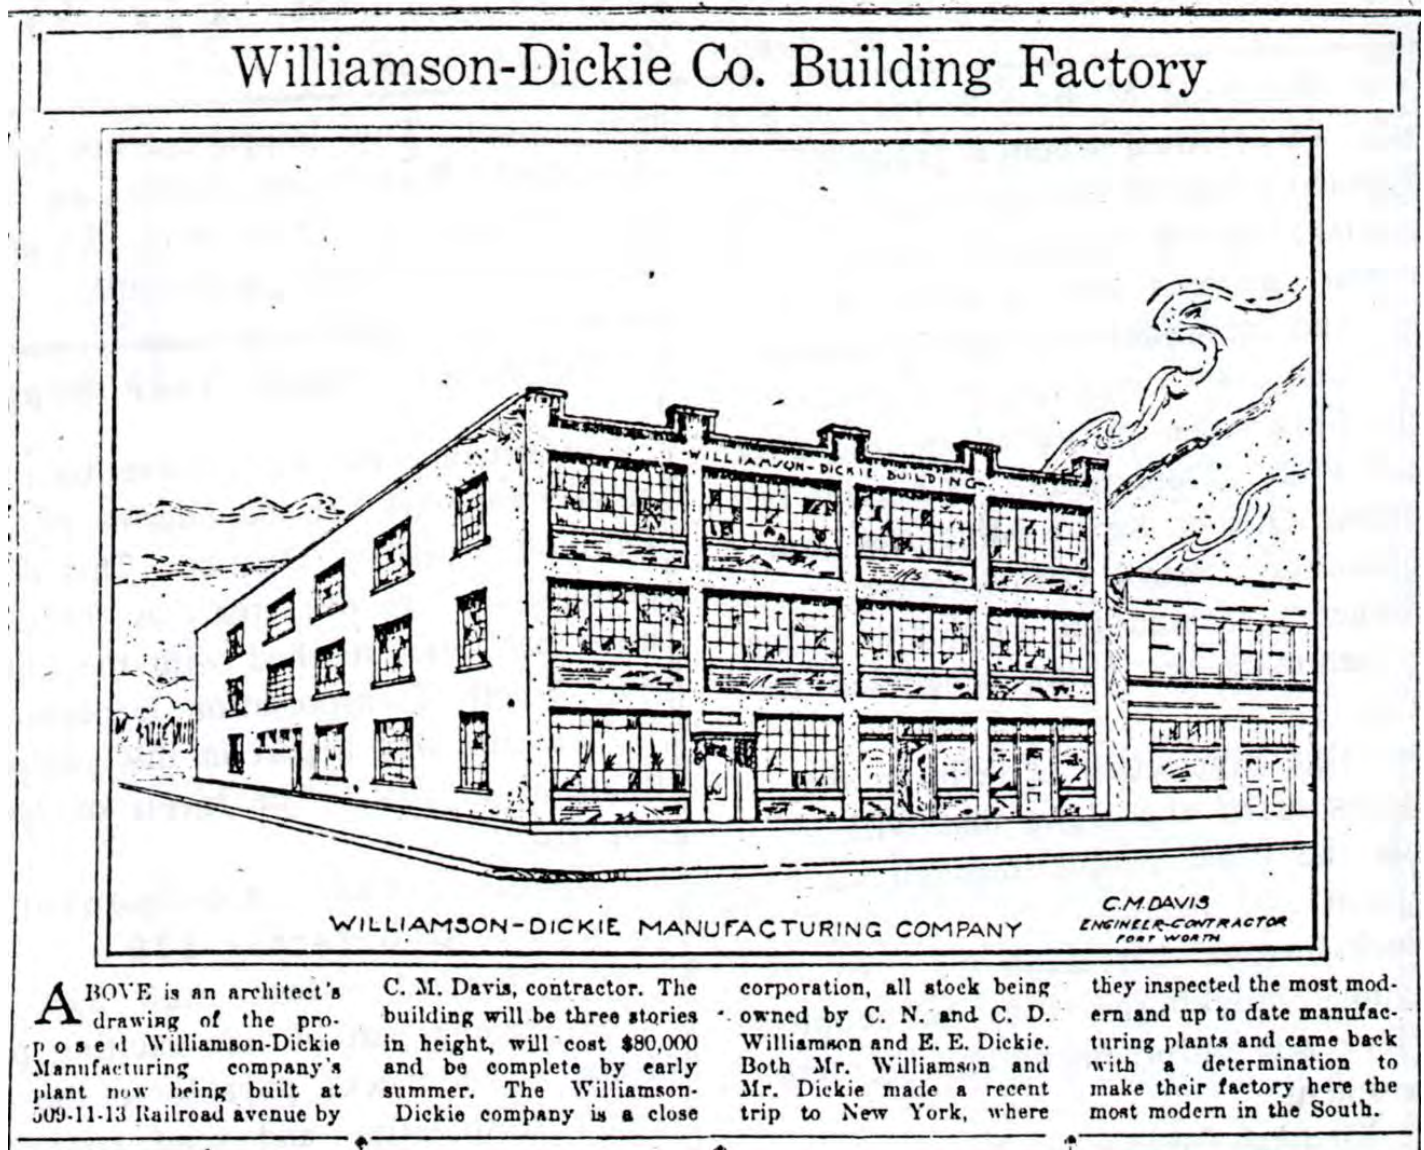 Williamson-Dickie Co. Building Factory
-WILLIAMSON-DICKIE BUILDING
WILLIAMSON-DICKIE MANUFACTURING COMPANY
C.M.DAVIS
ENGINEER-CONTRACTOR
FORT WORTH
ABOVE is an architect's
drawing of the pro-
posed Williamson-Dickie
Manufacturing company's
plant now being built at
509-11-13 Railroad avenue by
C. M. Davis, contractor. The
building will be three stories
in height, will cost $80,000
and be complete by early
summer. The Williamson-
Dickie company is a close
corporation, all stock being
owned by C. N. and C. D.
Williamson and E. E. Dickie.
Both Mr. Williamson and
Mr. Dickie made a recent
trip to New York, where
they inspected the most mod-
ern and up to date manufac-
turing plants and came back
with a determination to
make their factory here the
most modern in the South.